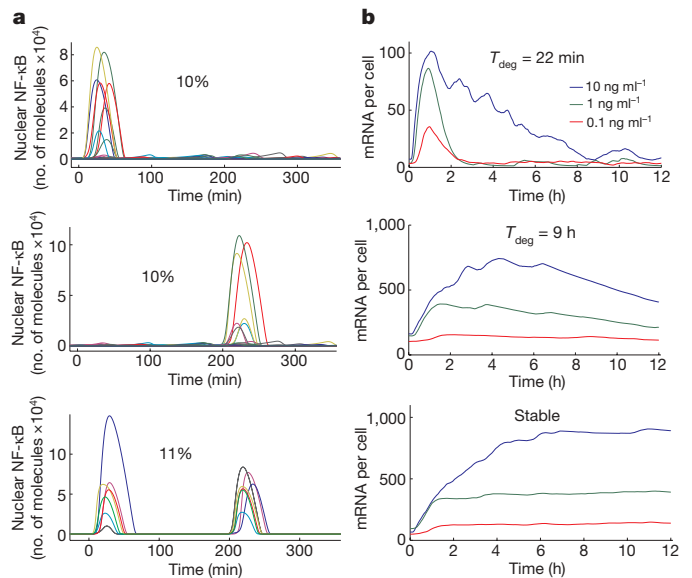 a
Nuclear NF-κB
(no. of molecules ×10⁴)
8
6
4
2
0
10%
100
200
300
Time (min)
Nuclear NF-κB
(no. of molecules ×10⁴)
10
5
0
10%
0
100
200
300
Time (min)
Nuclear NF-κB
(no. of molecules ×10⁴)
10
5
0
11%
0
100
200
300
Time (min)
b
mRNA per cell
100
50
0
T deg = 22 min
10 ng ml⁻¹
1 ng ml⁻¹
0.1 ng ml⁻¹
0 2 4 6 8 10 12
Time (h)
mRNA per cell
1,000
500
0
T deg = 9 h
0 2 4 6 8 10 12
Time (h)
mRNA per cell
1,000
500
0
Stable
0 2 4 6 8 10 12
Time (h)